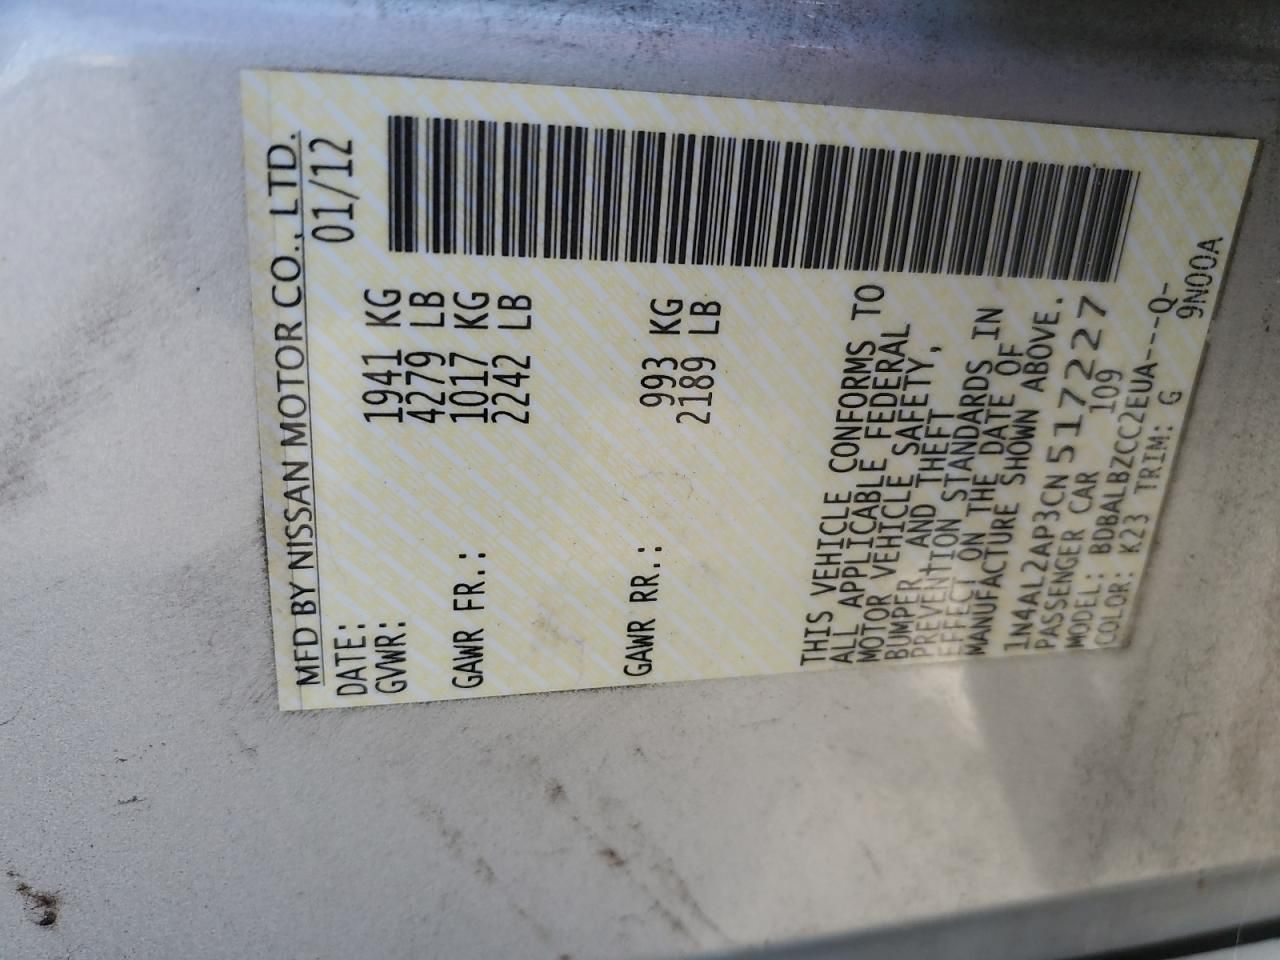 MFD BY NISSAN MOTOR CO., LTD.
DATE: 01/12
GVWR: 1941 KG
4279 LB
GAWR FR.: 1017 KG
2242 LB
GAWR RR.: 993 KG
2189 LB
THIS VEHICLE CONFORMS TO
ALL APPLICABLE FEDERAL
MOTOR VEHICLE SAFETY,
BUMPER, AND THEFT
PREVENTION STANDARDS IN
EFFECT ON THE DATE OF
MANUFACTURE SHOWN ABOVE.
1N4AL2AP3CN517227
PASSENGER CAR 109
MODEL: BDBALBZCC2EUA---Q-
COLOR: K23 TRIM: G 9N00A